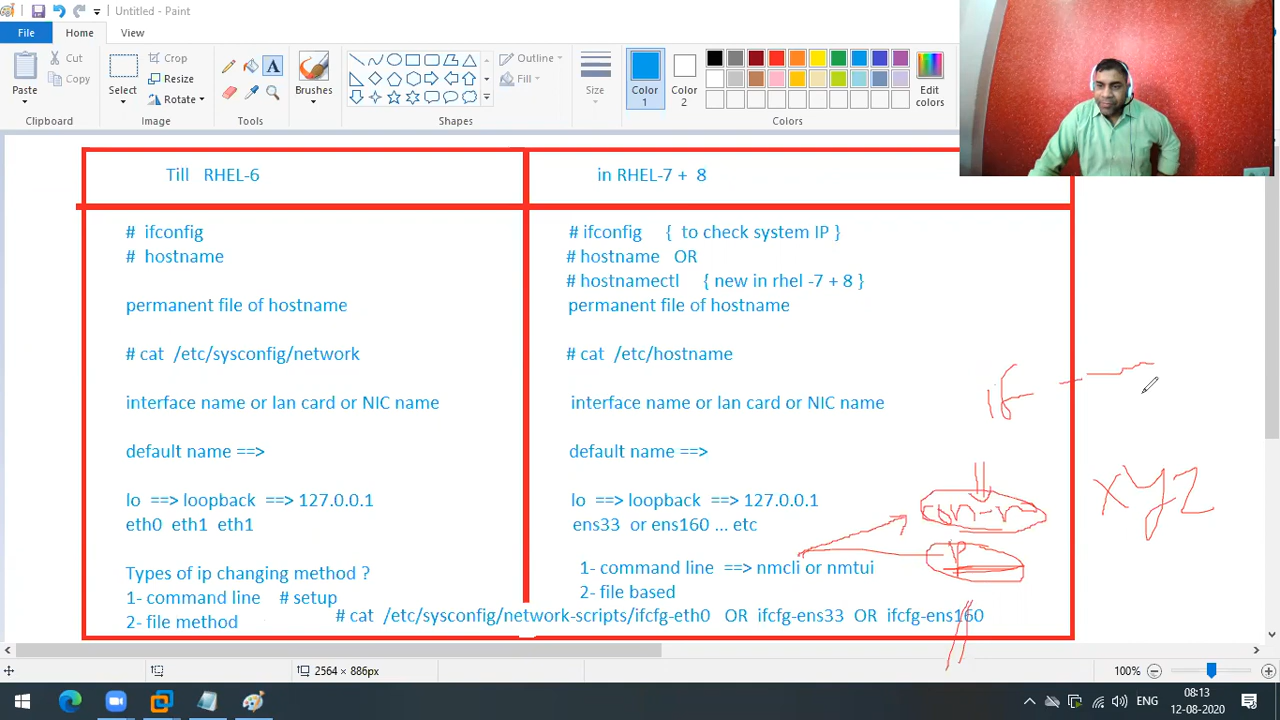 Untitled - Paint
File Home View
Paste
Cut
Copy
Clipboard
Select
Crop
Resize
Rotate
Image
A
Tools
Brushes
Outline
Fill
Shapes
Size
Color 1
Color 2
Edit colors
Colors
Till RHEL-6
# ifconfig
# hostname
permanent file of hostname
# cat /etc/sysconfig/network
interface name or lan card or NIC name
default name ==>
lo ==> loopback ==> 127.0.0.1
eth0 eth1 eth1
Types of ip changing method ?
1- command line # setup
2- file method
in RHEL-7 + 8
# ifconfig { to check system IP }
# hostname OR
# hostnamectl { new in rhel -7 + 8 }
permanent file of hostname
# cat /etc/hostname
interface name or lan card or NIC name
default name ==>
lo ==> loopback ==> 127.0.0.1
ens33 or ens160 ... etc
1- command line ==> nmcli or nmtui
2- file based
# cat /etc/sysconfig/network-scripts/ifcfg-eth0 OR ifcfg-ens33 OR ifcfg-ens160
if
con-n
IP
xyz
2564 × 886px
100%
ENG
08:13
12-08-2020